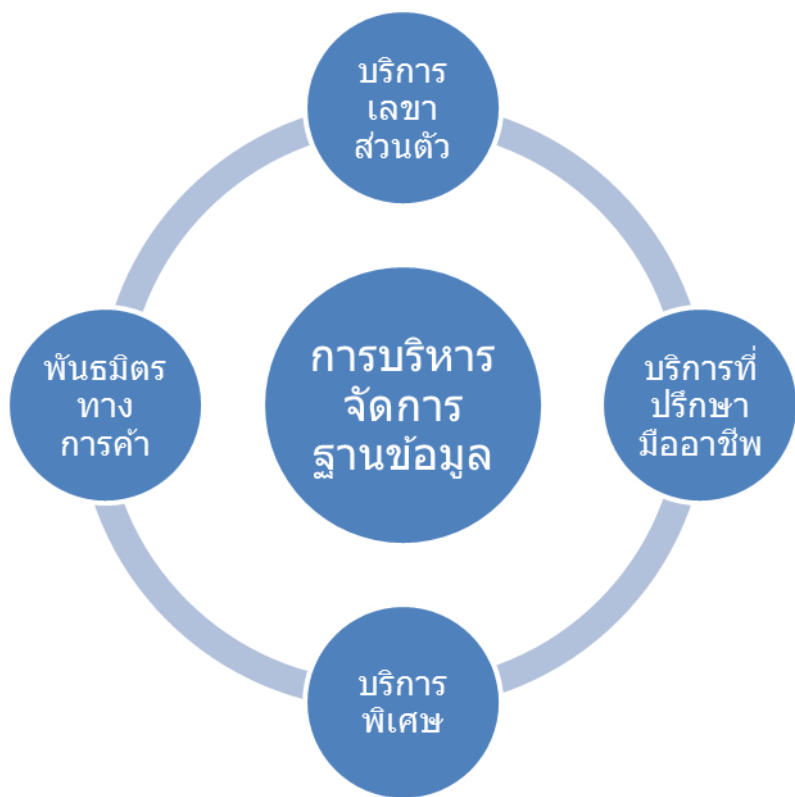 บริการ
เลขา
ส่วนตัว
การบริหาร
จัดการ
ฐานข้อมูล
พันธมิตร
ทาง
การค้า
บริการที่
ปรึกษา
มืออาชีพ
บริการ
พิเศษ